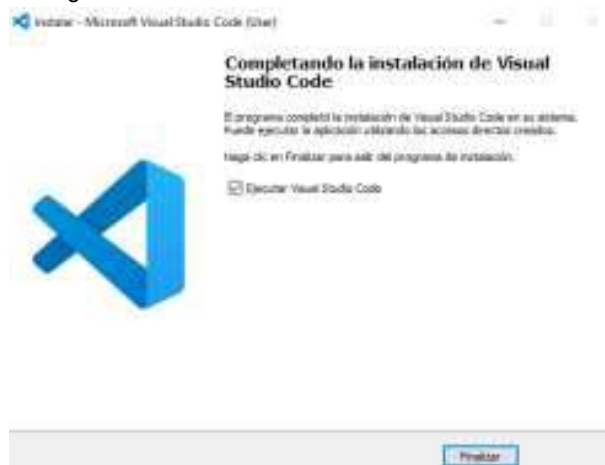 Instalar - Microsoft Visual Studio Code (User)
Completando la instalación de Visual
Studio Code
El programa completó la instalación de Visual Studio Code en su sistema.
Puede ejecutar la aplicación utilizando los accesos directos creados.
Haga clic en Finalizar para salir del programa de instalación.
Ejecutar Visual Studio Code
Finalizar